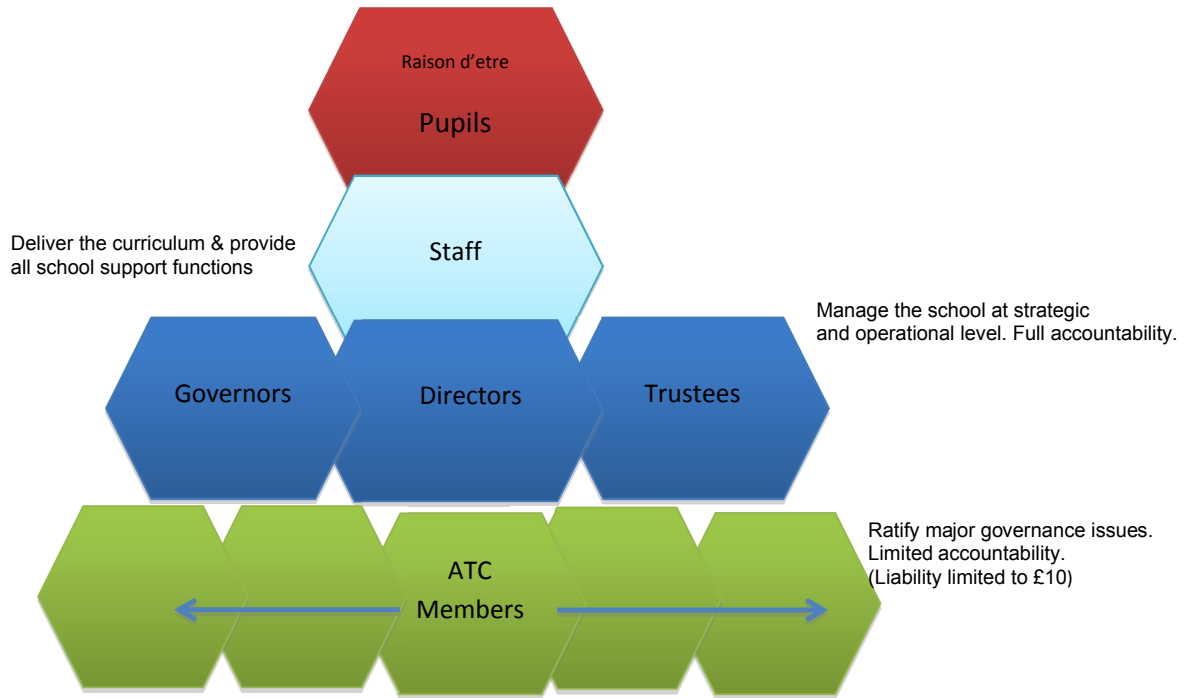 Raison d’etre
Pupils
Deliver the curriculum & provide
all school support functions
Staff
Manage the school at strategic
and operational level. Full accountability.
Governors
Directors
Trustees
Ratify major governance issues.
Limited accountability.
(Liability limited to £10)
ATC
Members